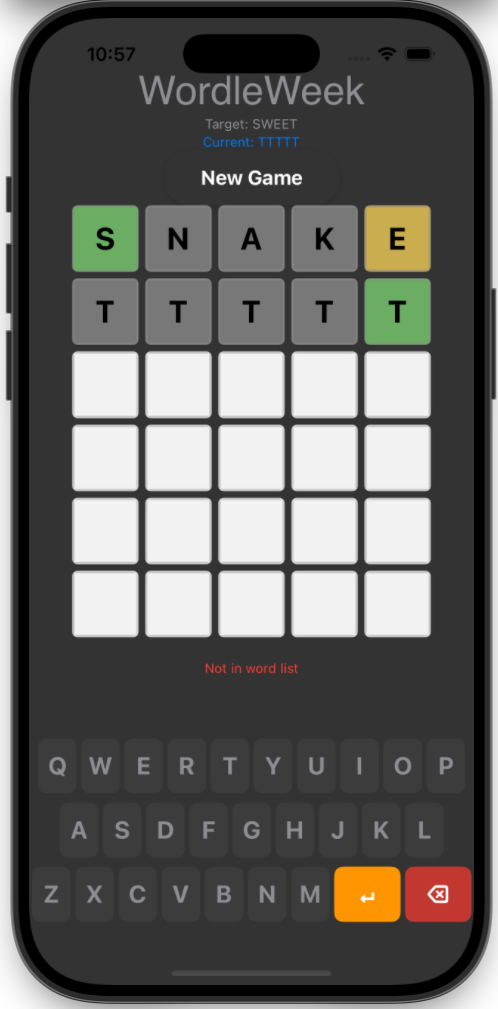 10:57
WordleWeek
Target: SWEET
Current: TTTTT
New Game
S N A K E
T T T T T
Not in word list
Q W E R T Y U I O P
A S D F G H J K L
Z X C V B N M